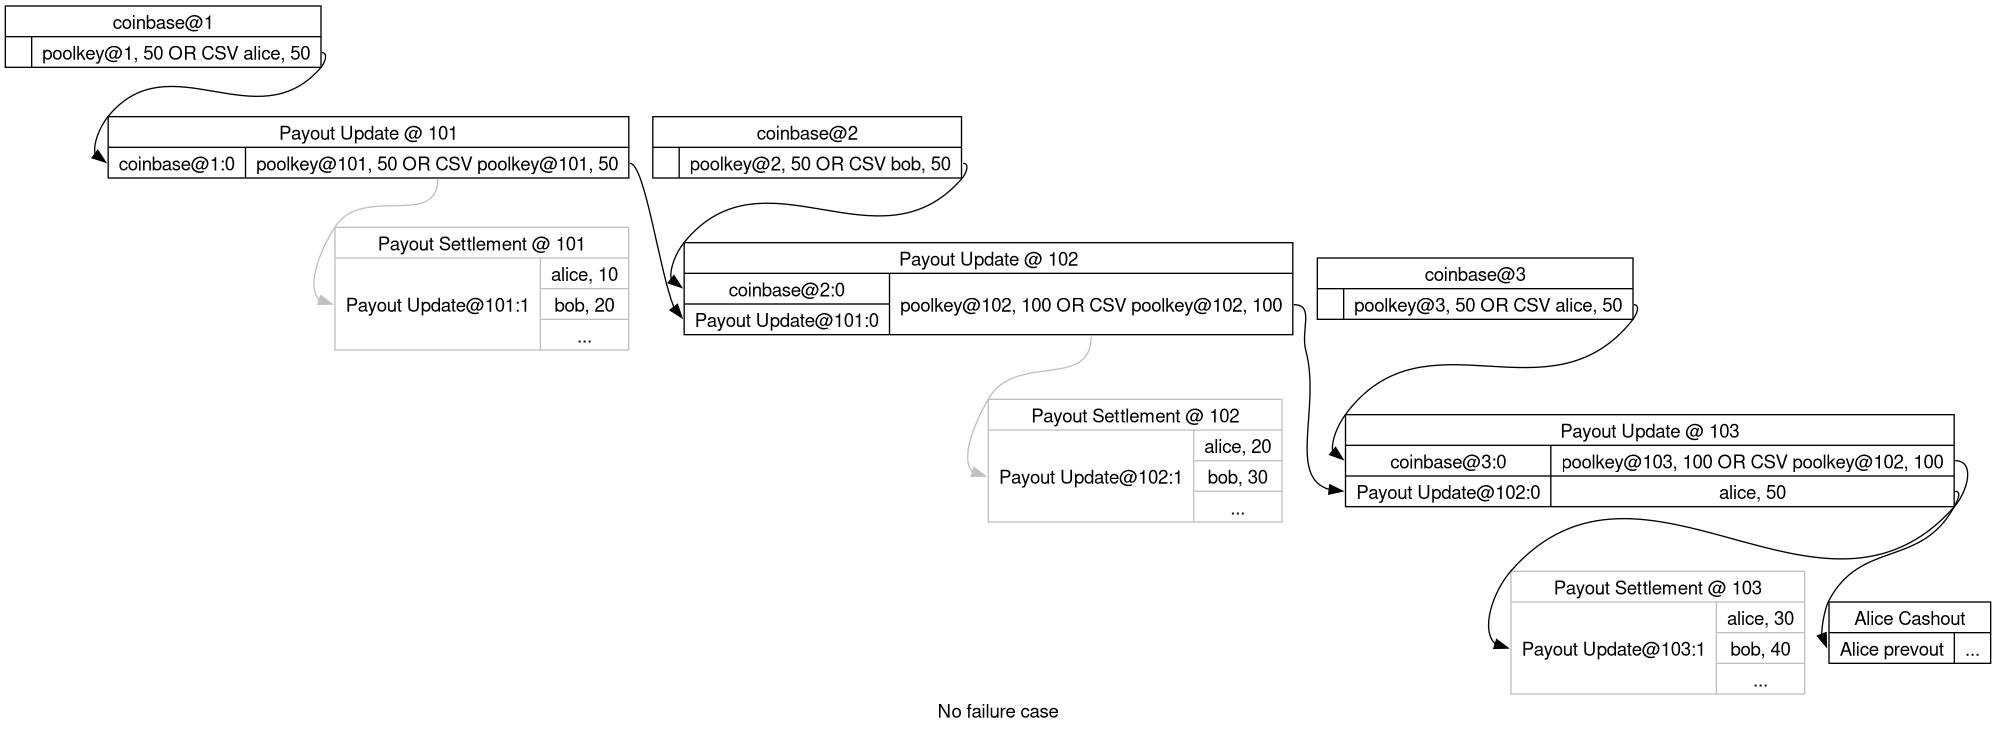 coinbase@1
poolkey@1, 50 OR CSV alice, 50
Payout Update @ 101
coinbase@1:0
poolkey@101, 50 OR CSV poolkey@101, 50
coinbase@2
poolkey@2, 50 OR CSV bob, 50
Payout Settlement @ 101
Payout Update@101:1
alice, 10
bob, 20
...
Payout Update @ 102
coinbase@2:0
Payout Update@101:0
poolkey@102, 100 OR CSV poolkey@102, 100
coinbase@3
poolkey@3, 50 OR CSV alice, 50
Payout Settlement @ 102
Payout Update@102:1
alice, 20
bob, 30
...
Payout Update @ 103
coinbase@3:0
poolkey@103, 100 OR CSV poolkey@102, 100
Payout Update@102:0
alice, 50
Payout Settlement @ 103
Payout Update@103:1
alice, 30
bob, 40
...
Alice Cashout
Alice prevout
...
No failure case